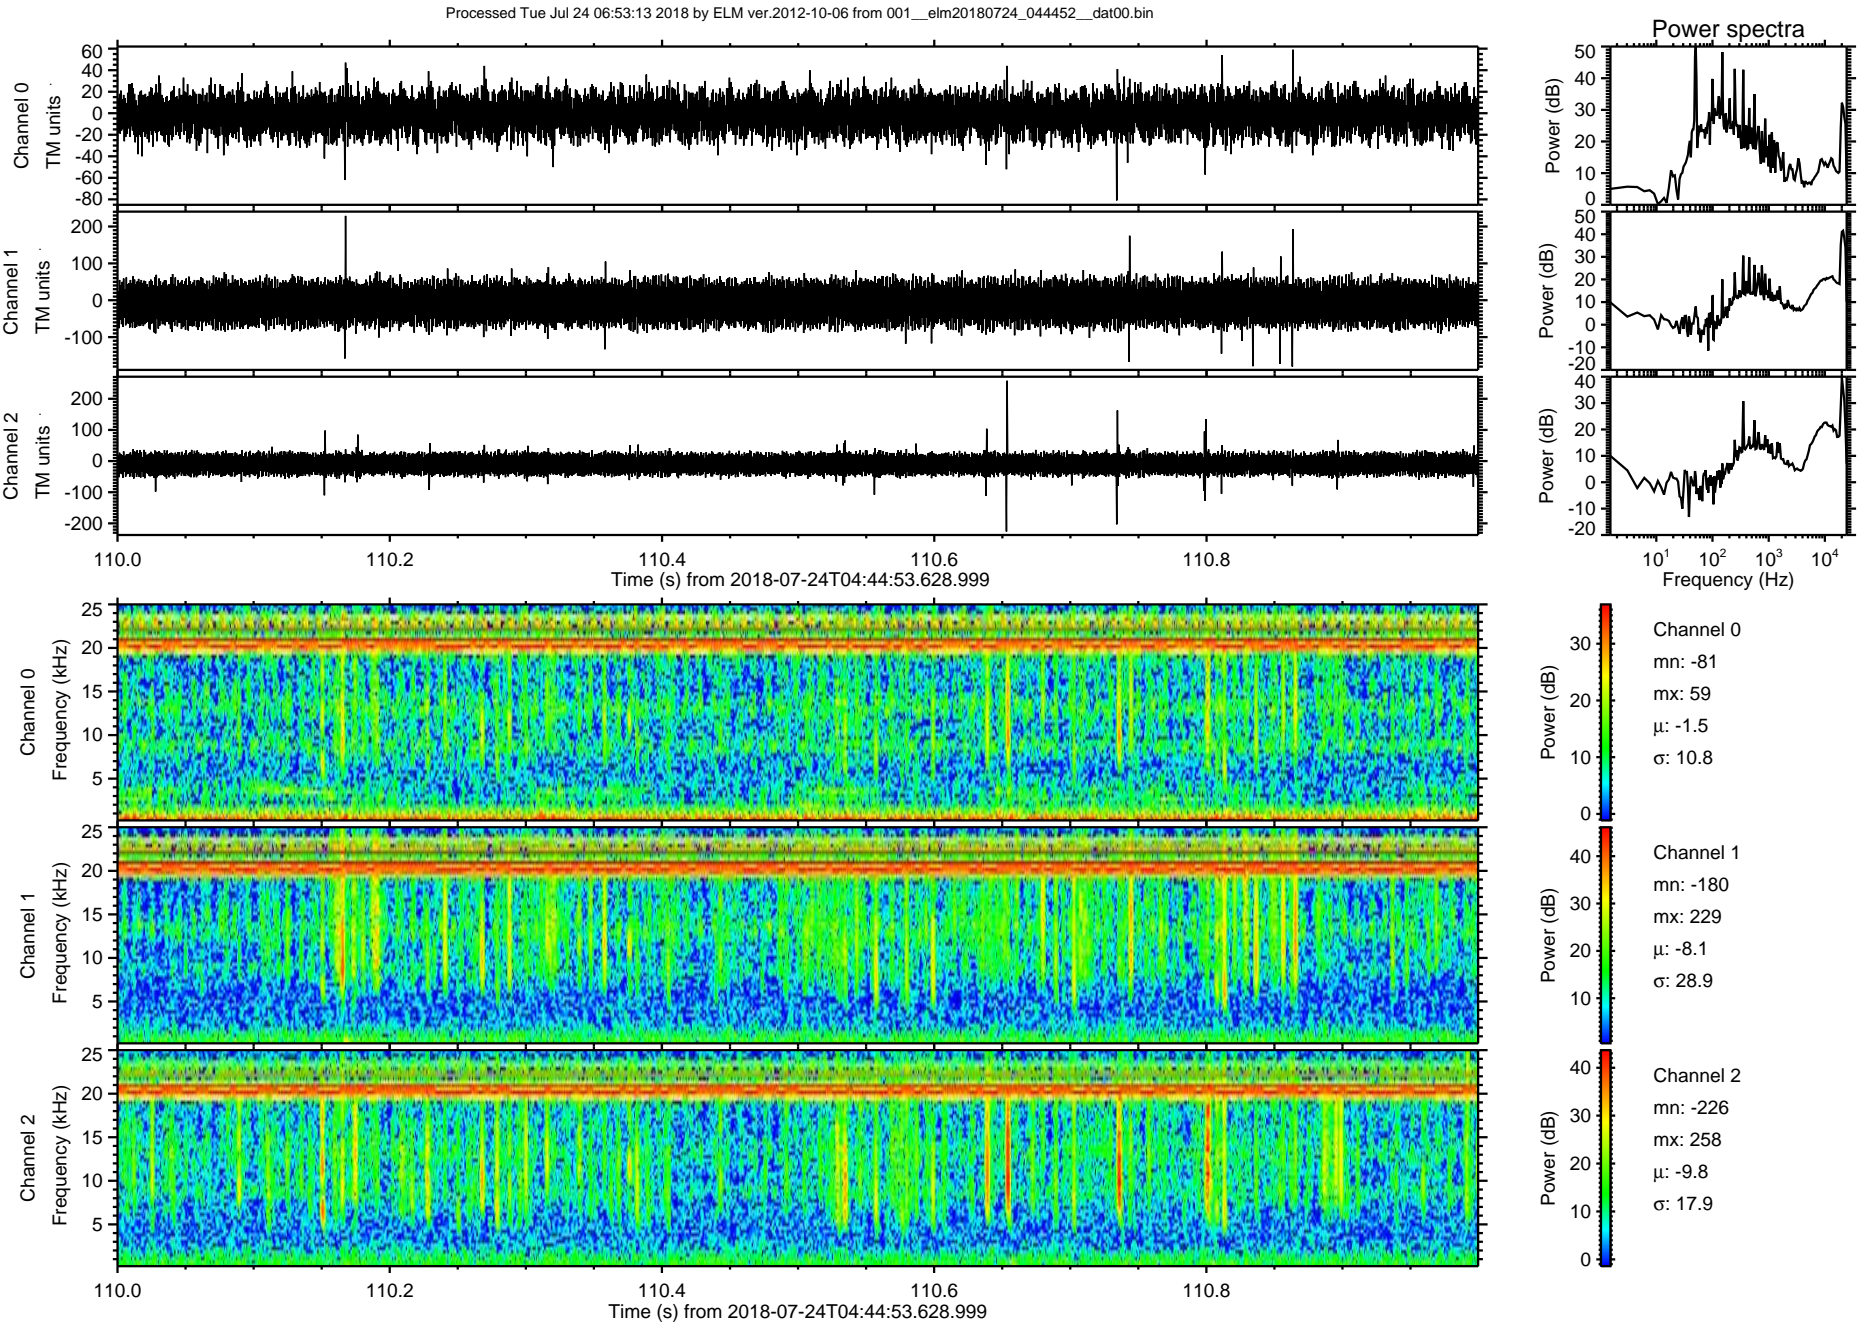 Processed Tue Jul 24 06:53:13 2018 by ELM ver.2012-10-06 from 001__elm20180724_044452__dat00.bin
Power spectra
Channel 0
TM units
60
40
20
0
-20
-40
-60
-80
Power (dB)
50
40
30
20
10
0
Channel 1
TM units
200
100
0
-100
Power (dB)
50
40
30
20
10
0
-10
-20
Channel 2
TM units
200
100
0
-100
-200
Power (dB)
40
30
20
10
0
-10
-20
110.0 110.2 110.4 110.6 110.8
Time (s) from 2018-07-24T04:44:53.628.999
10¹ 10² 10³ 10⁴
Frequency (Hz)
Channel 0
Frequency (kHz)
25
20
15
10
5
Power (dB)
30
20
10
0
Channel 0
mn: -81
mx: 59
μ: -1.5
σ: 10.8
Channel 1
Frequency (kHz)
25
20
15
10
5
Power (dB)
40
30
20
10
Channel 1
mn: -180
mx: 229
μ: -8.1
σ: 28.9
Channel 2
Frequency (kHz)
25
20
15
10
5
Power (dB)
40
30
20
10
0
Channel 2
mn: -226
mx: 258
μ: -9.8
σ: 17.9
110.0 110.2 110.4 110.6 110.8
Time (s) from 2018-07-24T04:44:53.628.999